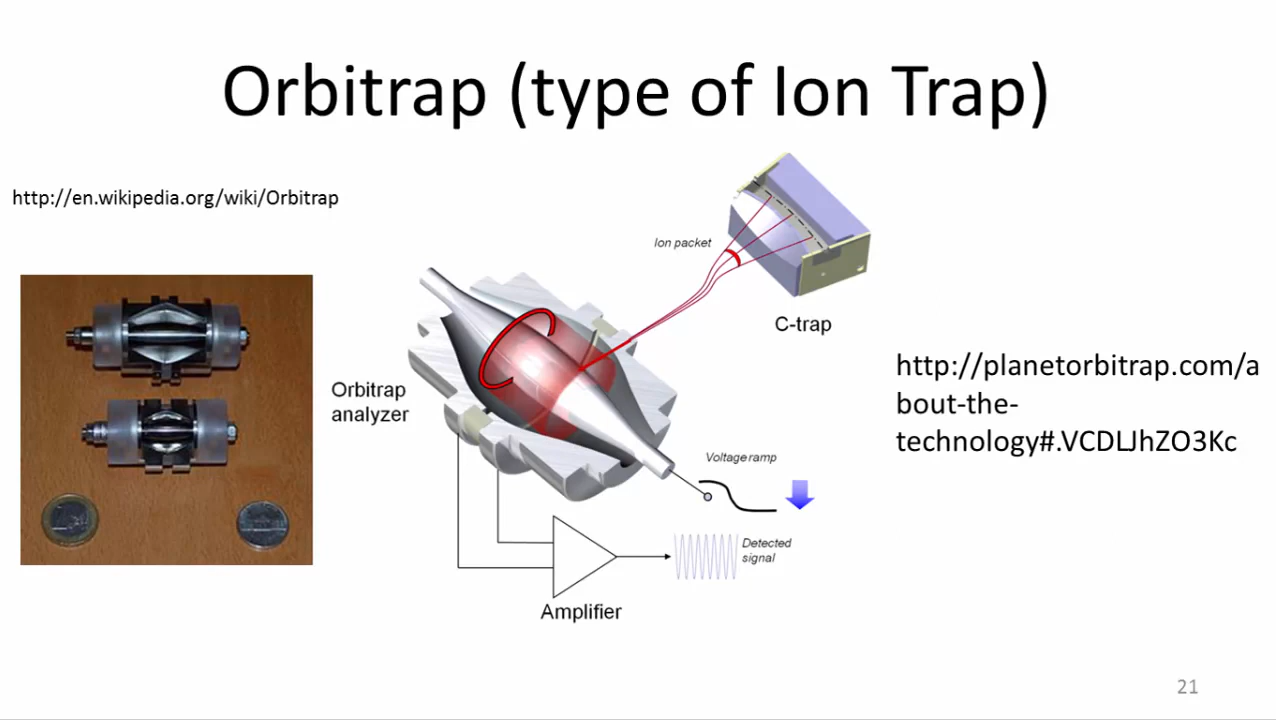 Orbitrap (type of Ion Trap)
http://en.wikipedia.org/wiki/Orbitrap
Ion packet
C-trap
Orbitrap
analyzer
http://planetorbitrap.com/a
bout-the-
technology#.VCDLJhZO3Kc
Voltage ramp
Detected
signal
Amplifier
21